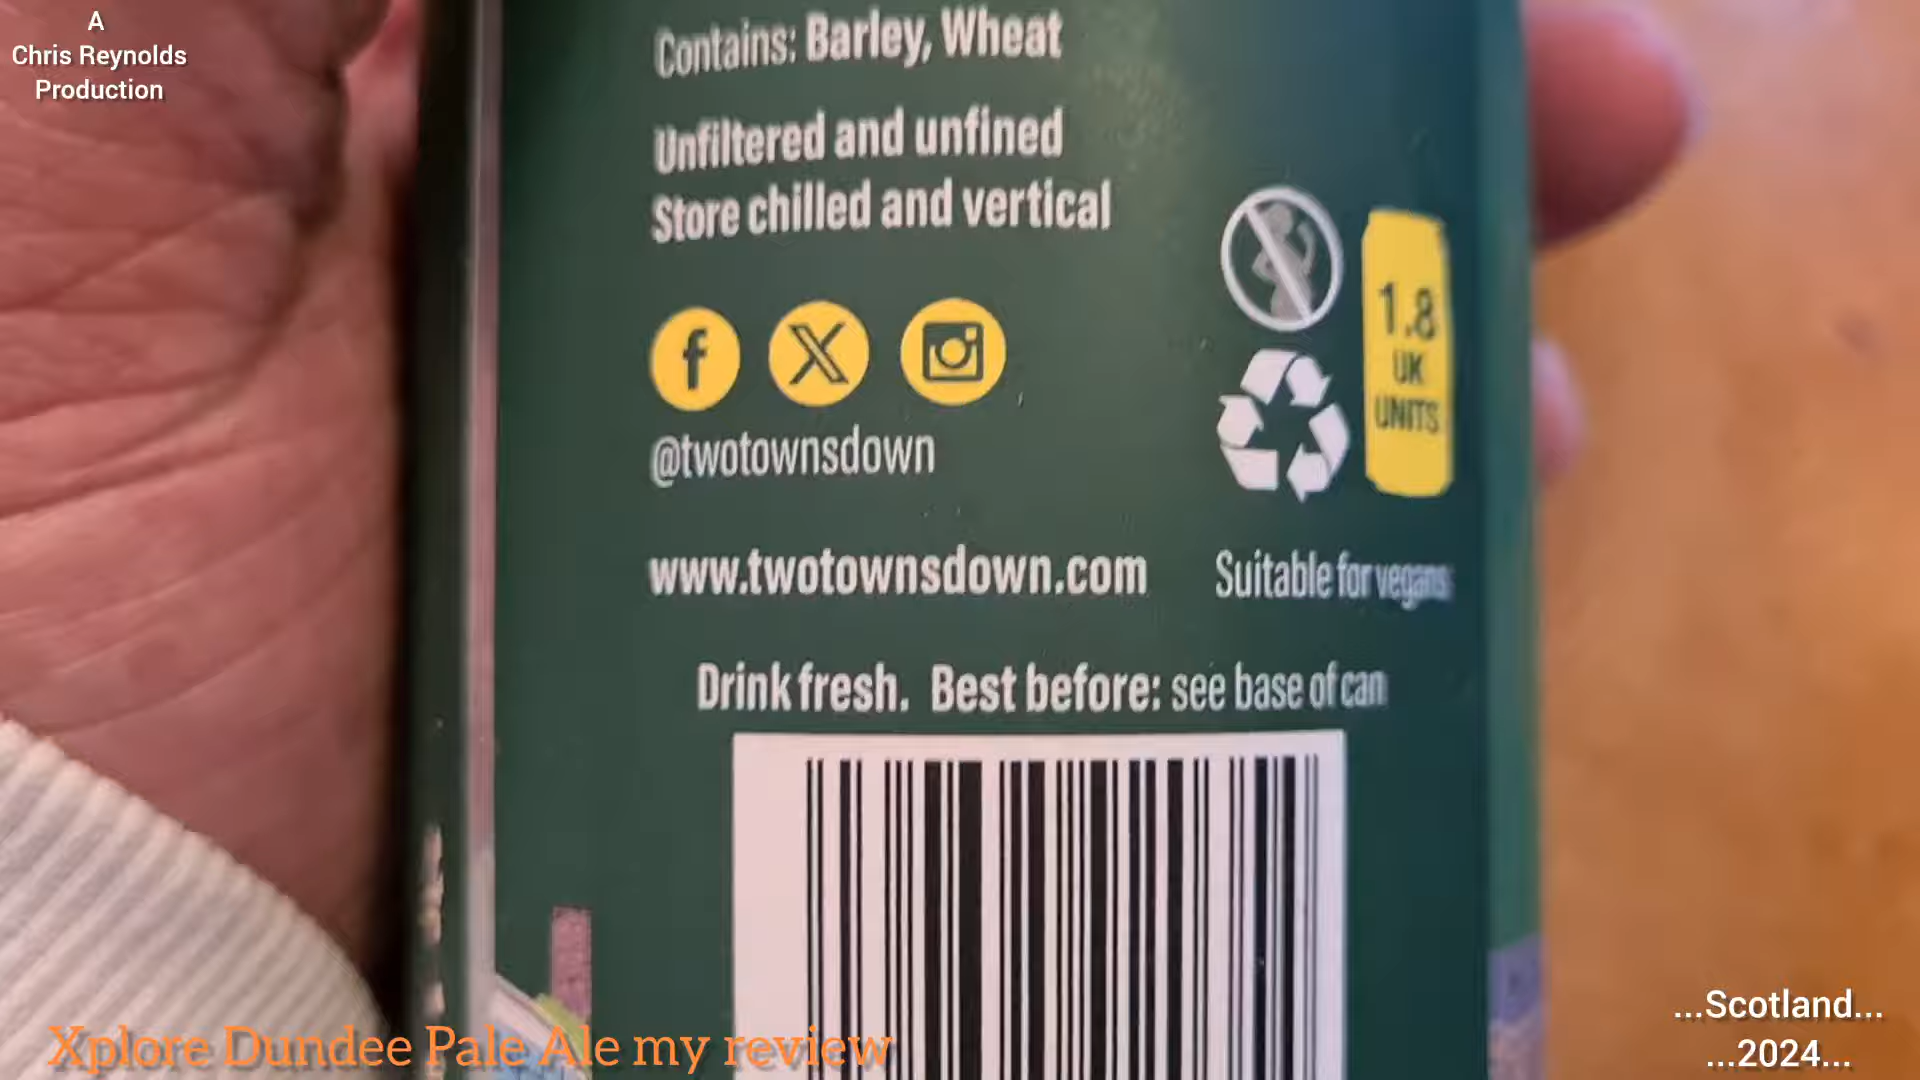 A
Chris Reynolds
Production
Contains: Barley, Wheat
Unfiltered and unfined
Store chilled and vertical
f X
@twotownsdown
1.8
UK
UNITS
www.twotownsdown.com
Suitable for vegans
Drink fresh. Best before: see base of can
Xplore Dundee Pale Ale my review
...Scotland...
...2024...